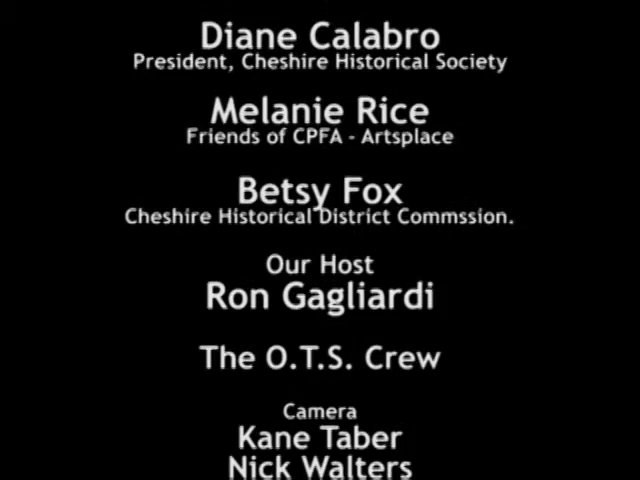 Diane Calabro
President, Cheshire Historical Society
Melanie Rice
Friends of CPFA - Artsplace
Betsy Fox
Cheshire Historical District Commssion.
Our Host
Ron Gagliardi
The O.T.S. Crew
Camera
Kane Taber
Nick Walters